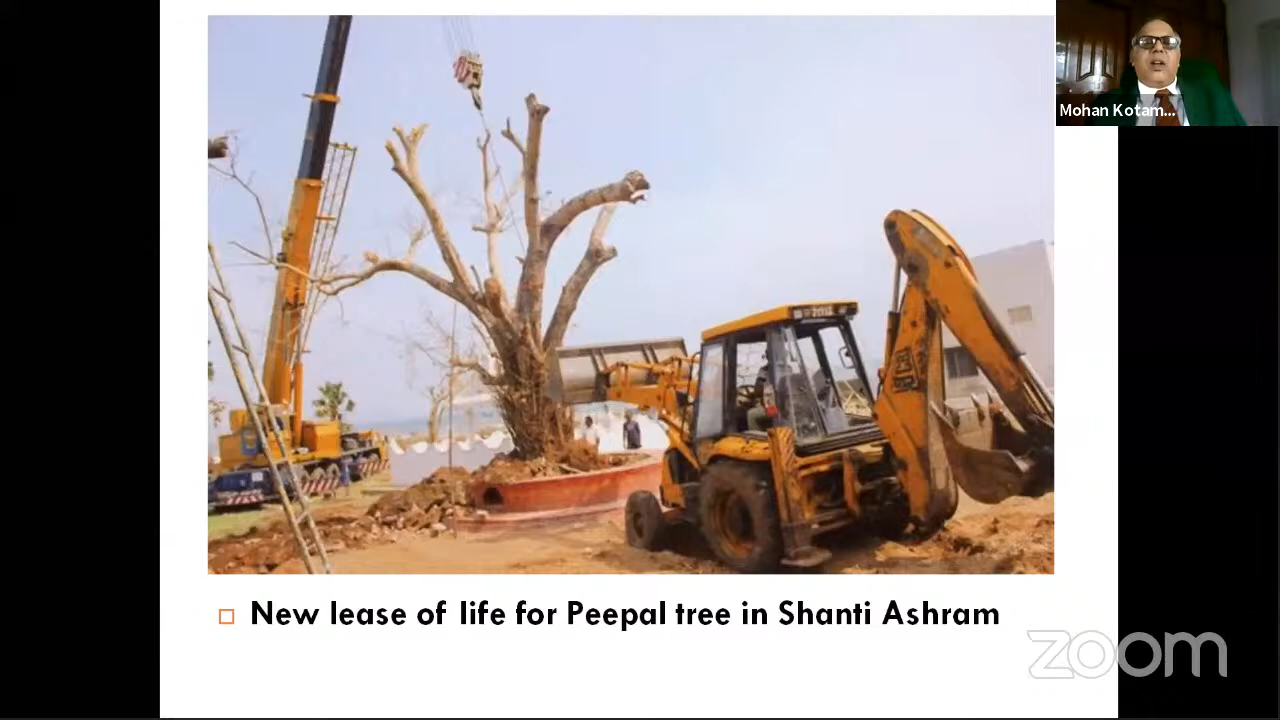 Mohan Kotam...
New lease of life for Peepal tree in Shanti Ashram
zoom